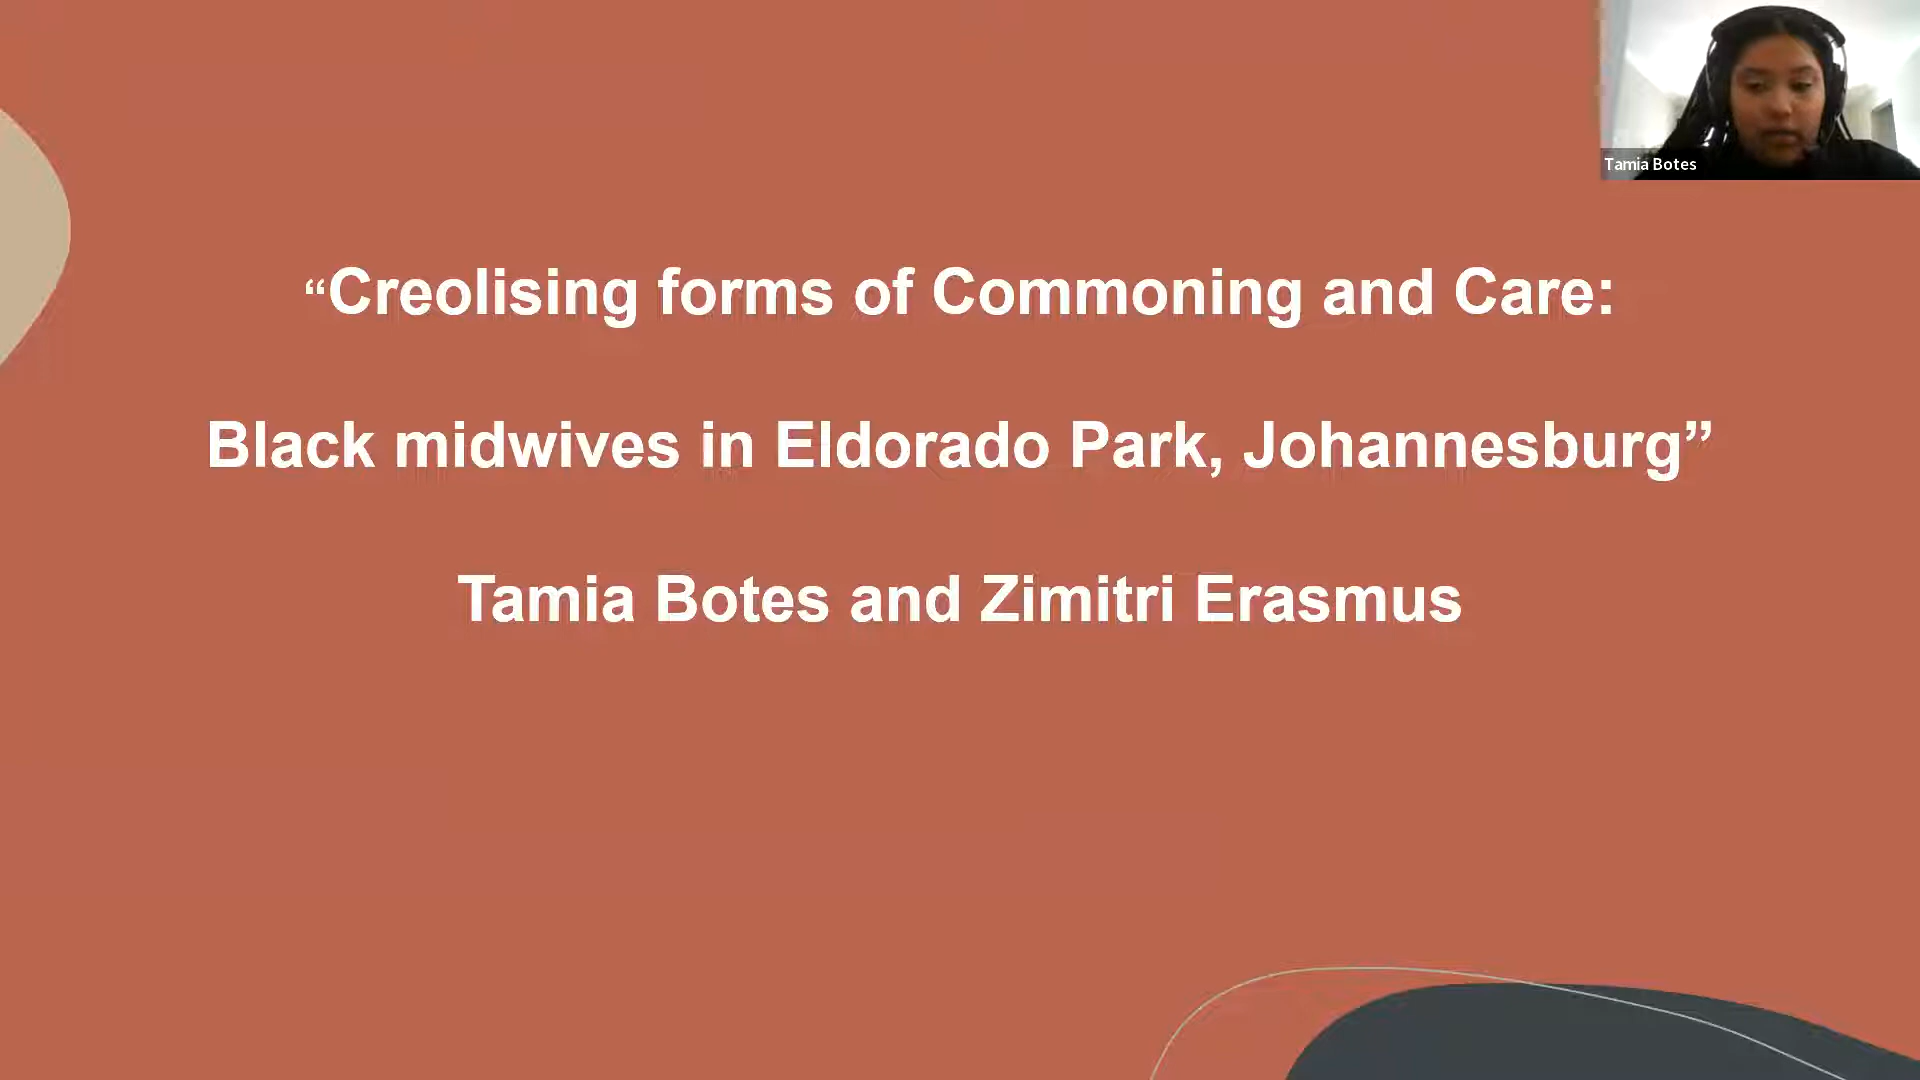 Tamia Botes
“Creolising forms of Commoning and Care:
Black midwives in Eldorado Park, Johannesburg”
Tamia Botes and Zimitri Erasmus